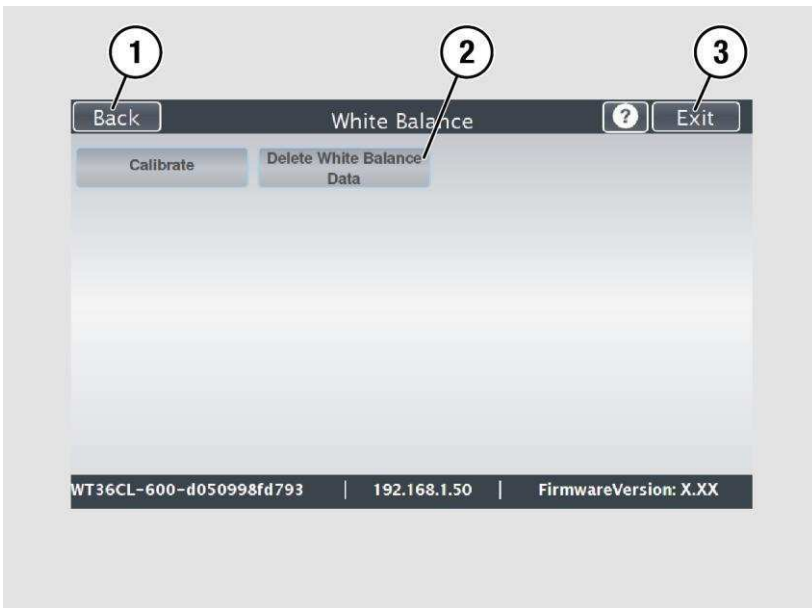 1 2 3
Back White Balance ? Exit
Calibrate Delete White Balance
Data
WT36CL-600-d050998fd793 | 192.168.1.50 | FirmwareVersion: X.XX